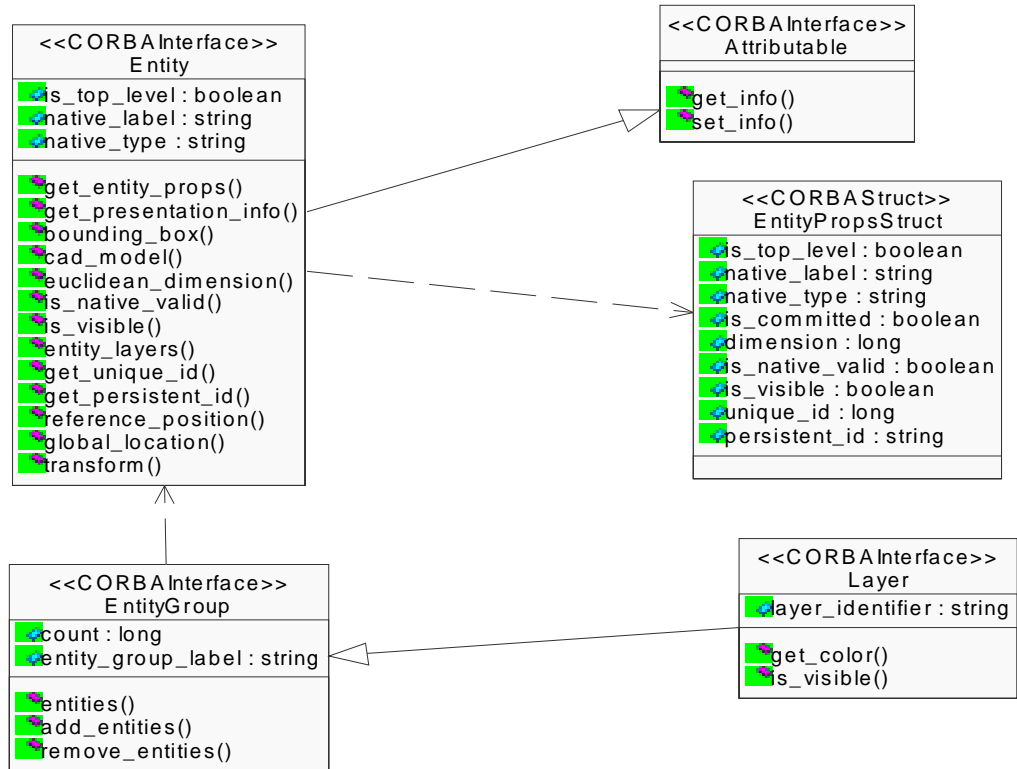 <<CORBAInterface>>
Entity
is_top_level : boolean
native_label : string
native_type : string
get_entity_props()
get_presentation_info()
bounding_box()
cad_model()
euclidean_dimension()
is_native_valid()
is_visible()
entity_layers()
get_unique_id()
get_persistent_id()
reference_position()
global_location()
transform()
<<CORBAInterface>>
Attributable
get_info()
set_info()
<<CORBAStruct>>
EntityPropsStruct
is_top_level : boolean
native_label : string
native_type : string
is_committed : boolean
dimension : long
is_native_valid : boolean
is_visible : boolean
unique_id : long
persistent_id : string
<<CORBAInterface>>
EntityGroup
count : long
entity_group_label : string
entities()
add_entities()
remove_entities()
<<CORBAInterface>>
Layer
layer_identifier : string
get_color()
is_visible()